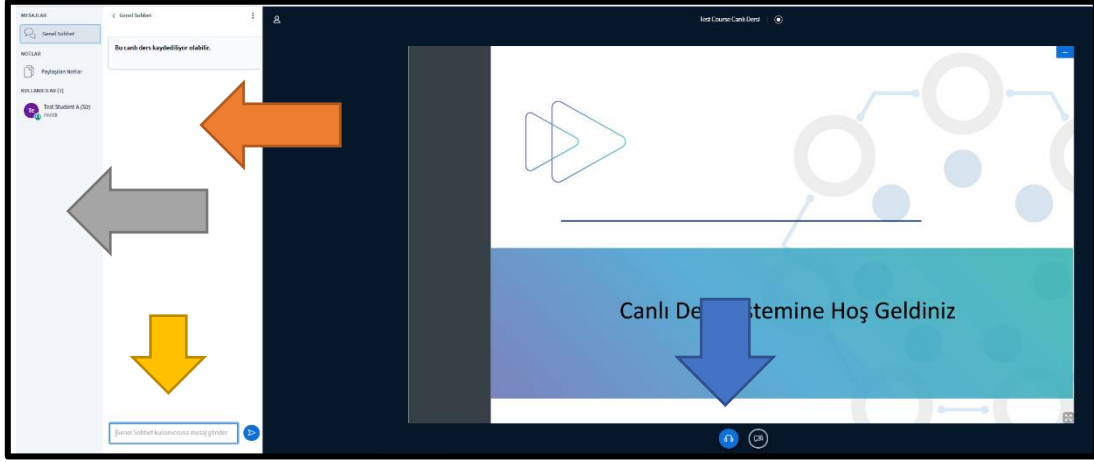 MESAJLAR
Genel Sohbet
NOTLAR
Paylaşılan Notlar
KULLANICILAR (1)
Te
Test Student A (Siz)
Genel Sohbet
Bu canlı ders kaydediliyor olabilir.
Genel Sohbet kullanıcısına mesaj gönder
Test Course Canlı Dersi
Canlı De stemine Hoş Geldiniz